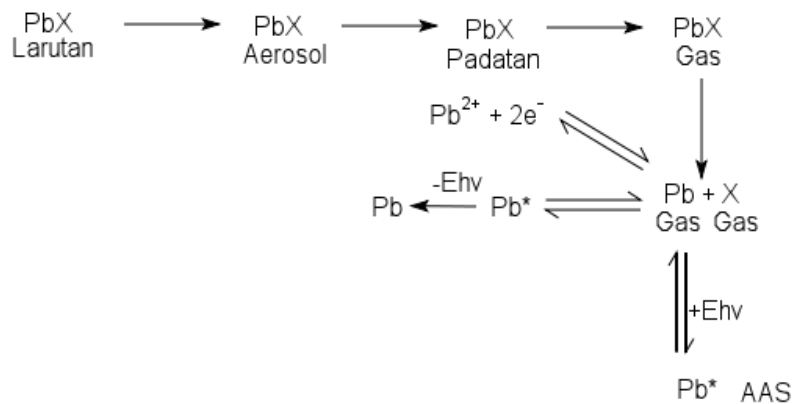 PbX PbX PbX PbX
Larutan Aerosol Padatan Gas
Pb²⁺ + 2e⁻
-Ehv
Pb Pb* Pb + X
Gas Gas
+Ehv
Pb* AAS